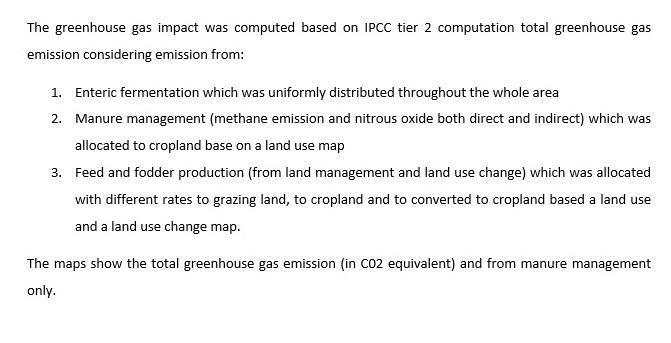 The greenhouse gas impact was computed based on IPCC tier 2 computation total greenhouse gas
emission considering emission from:
1. Enteric fermentation which was uniformly distributed throughout the whole area
2. Manure management (methane emission and nitrous oxide both direct and indirect) which was
allocated to cropland base on a land use map
3. Feed and fodder production (from land management and land use change) which was allocated
with different rates to grazing land, to cropland and to converted to cropland based a land use
and a land use change map.
The maps show the total greenhouse gas emission (in C02 equivalent) and from manure management
only.